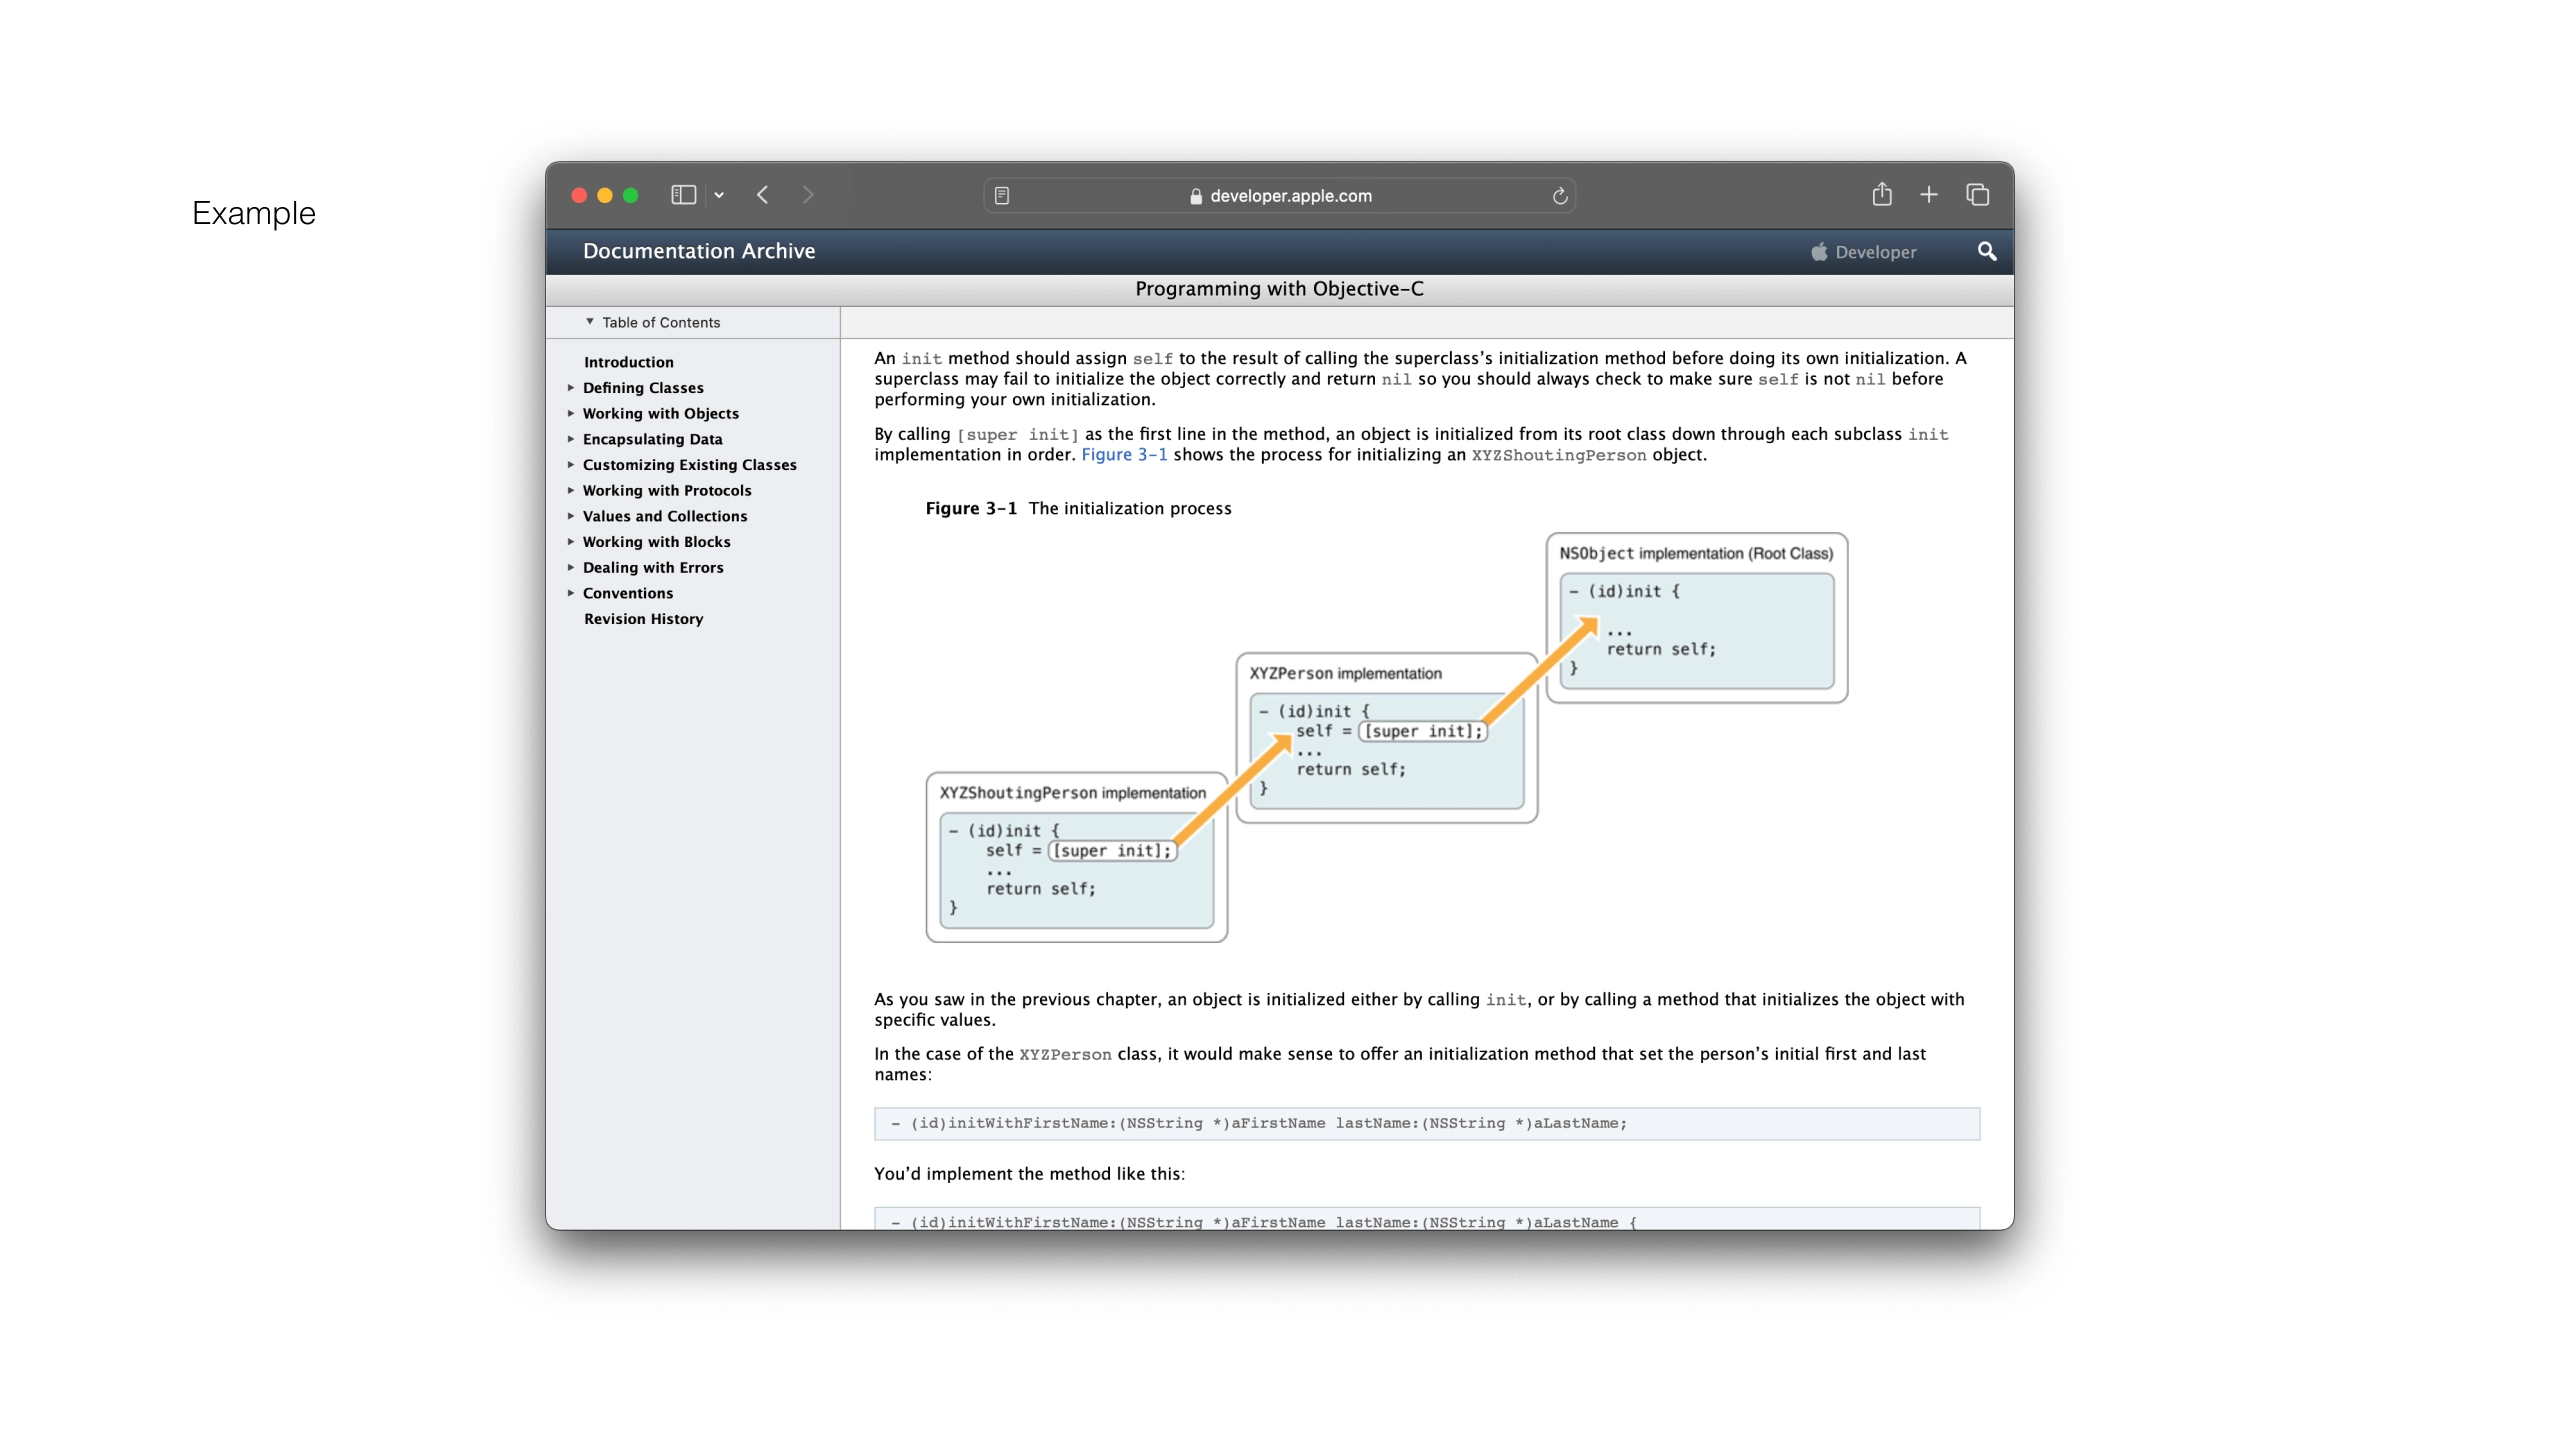 Example
developer.apple.com
Documentation Archive
Developer
Programming with Objective-C
Table of Contents
Introduction
Defining Classes
Working with Objects
Encapsulating Data
Customizing Existing Classes
Working with Protocols
Values and Collections
Working with Blocks
Dealing with Errors
Conventions
Revision History
An init method should assign self to the result of calling the superclass’s initialization method before doing its own initialization. A
superclass may fail to initialize the object correctly and return nil so you should always check to make sure self is not nil before
performing your own initialization.
By calling [super init] as the first line in the method, an object is initialized from its root class down through each subclass init
implementation in order. Figure 3-1 shows the process for initializing an XYZShoutingPerson object.
Figure 3-1 The initialization process
NSObject implementation (Root Class)
- (id)init {
...
return self;
}
XYZPerson implementation
- (id)init {
self = [super init];
...
return self;
}
XYZShoutingPerson implementation
- (id)init {
self = [super init];
...
return self;
}
As you saw in the previous chapter, an object is initialized either by calling init, or by calling a method that initializes the object with
specific values.
In the case of the XYZPerson class, it would make sense to offer an initialization method that set the person’s initial first and last
names:
- (id)initWithFirstName:(NSString *)aFirstName lastName:(NSString *)aLastName;
You’d implement the method like this:
- (id)initWithFirstName:(NSString *)aFirstName lastName:(NSString *)aLastName {